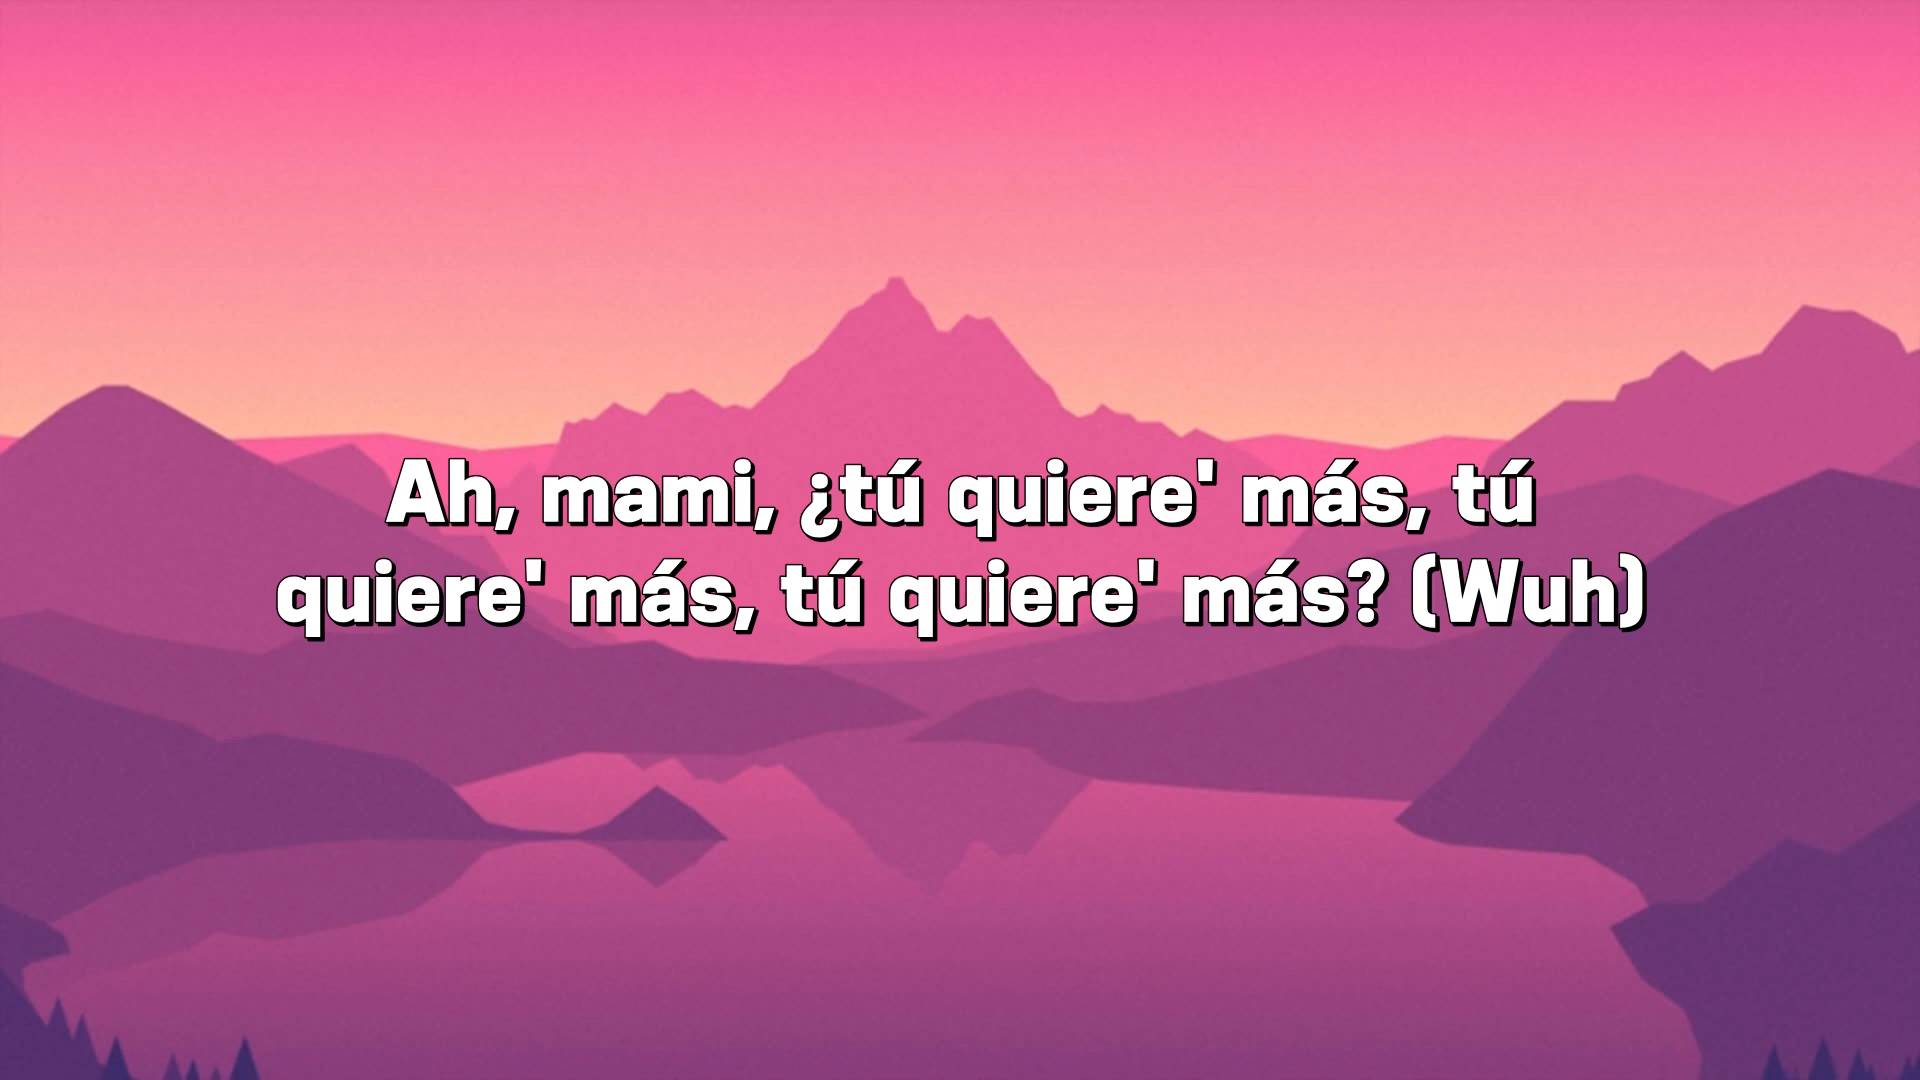 Ah, mami, ¿tú quiere' más, tú
quiere' más, tú quiere' más? (Wuh)